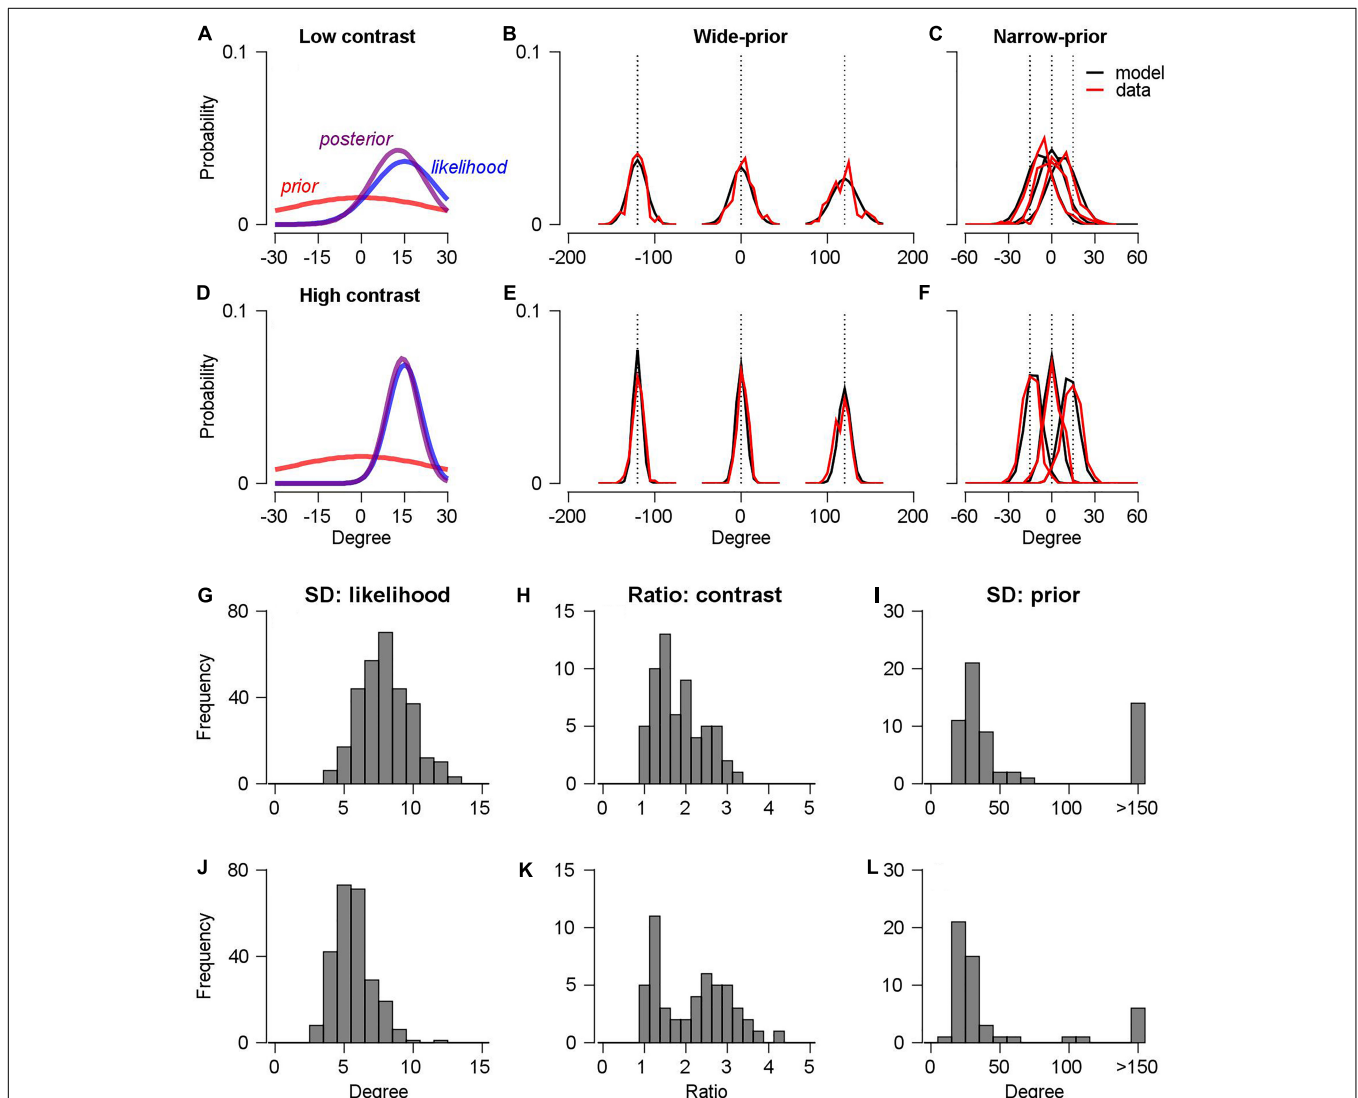 A Low contrast
B Wide-prior
C Narrow-prior
model
data
0.1
0.1
Probability
posterior
likelihood
prior
0
0
-30 -15 0 15 30
-200 -100 0 100 200
-60 -30 0 30 60
D High contrast
E
F
0.1
0.1
Probability
0
0
-30 -15 0 15 30
-200 -100 0 100 200
-60 -30 0 30 60
Degree
Degree
Degree
G SD: likelihood
H Ratio: contrast
I SD: prior
80
15
30
Frequency
10
20
40
5
10
0
0
0
0 5 10 15
0 1 2 3 4 5
0 50 100 >150
J 80
K 15
L 30
Frequency
10
20
40
5
10
0
0
0
0 5 10 15
0 1 2 3 4 5
0 50 100 >150
Degree
Ratio
Degree